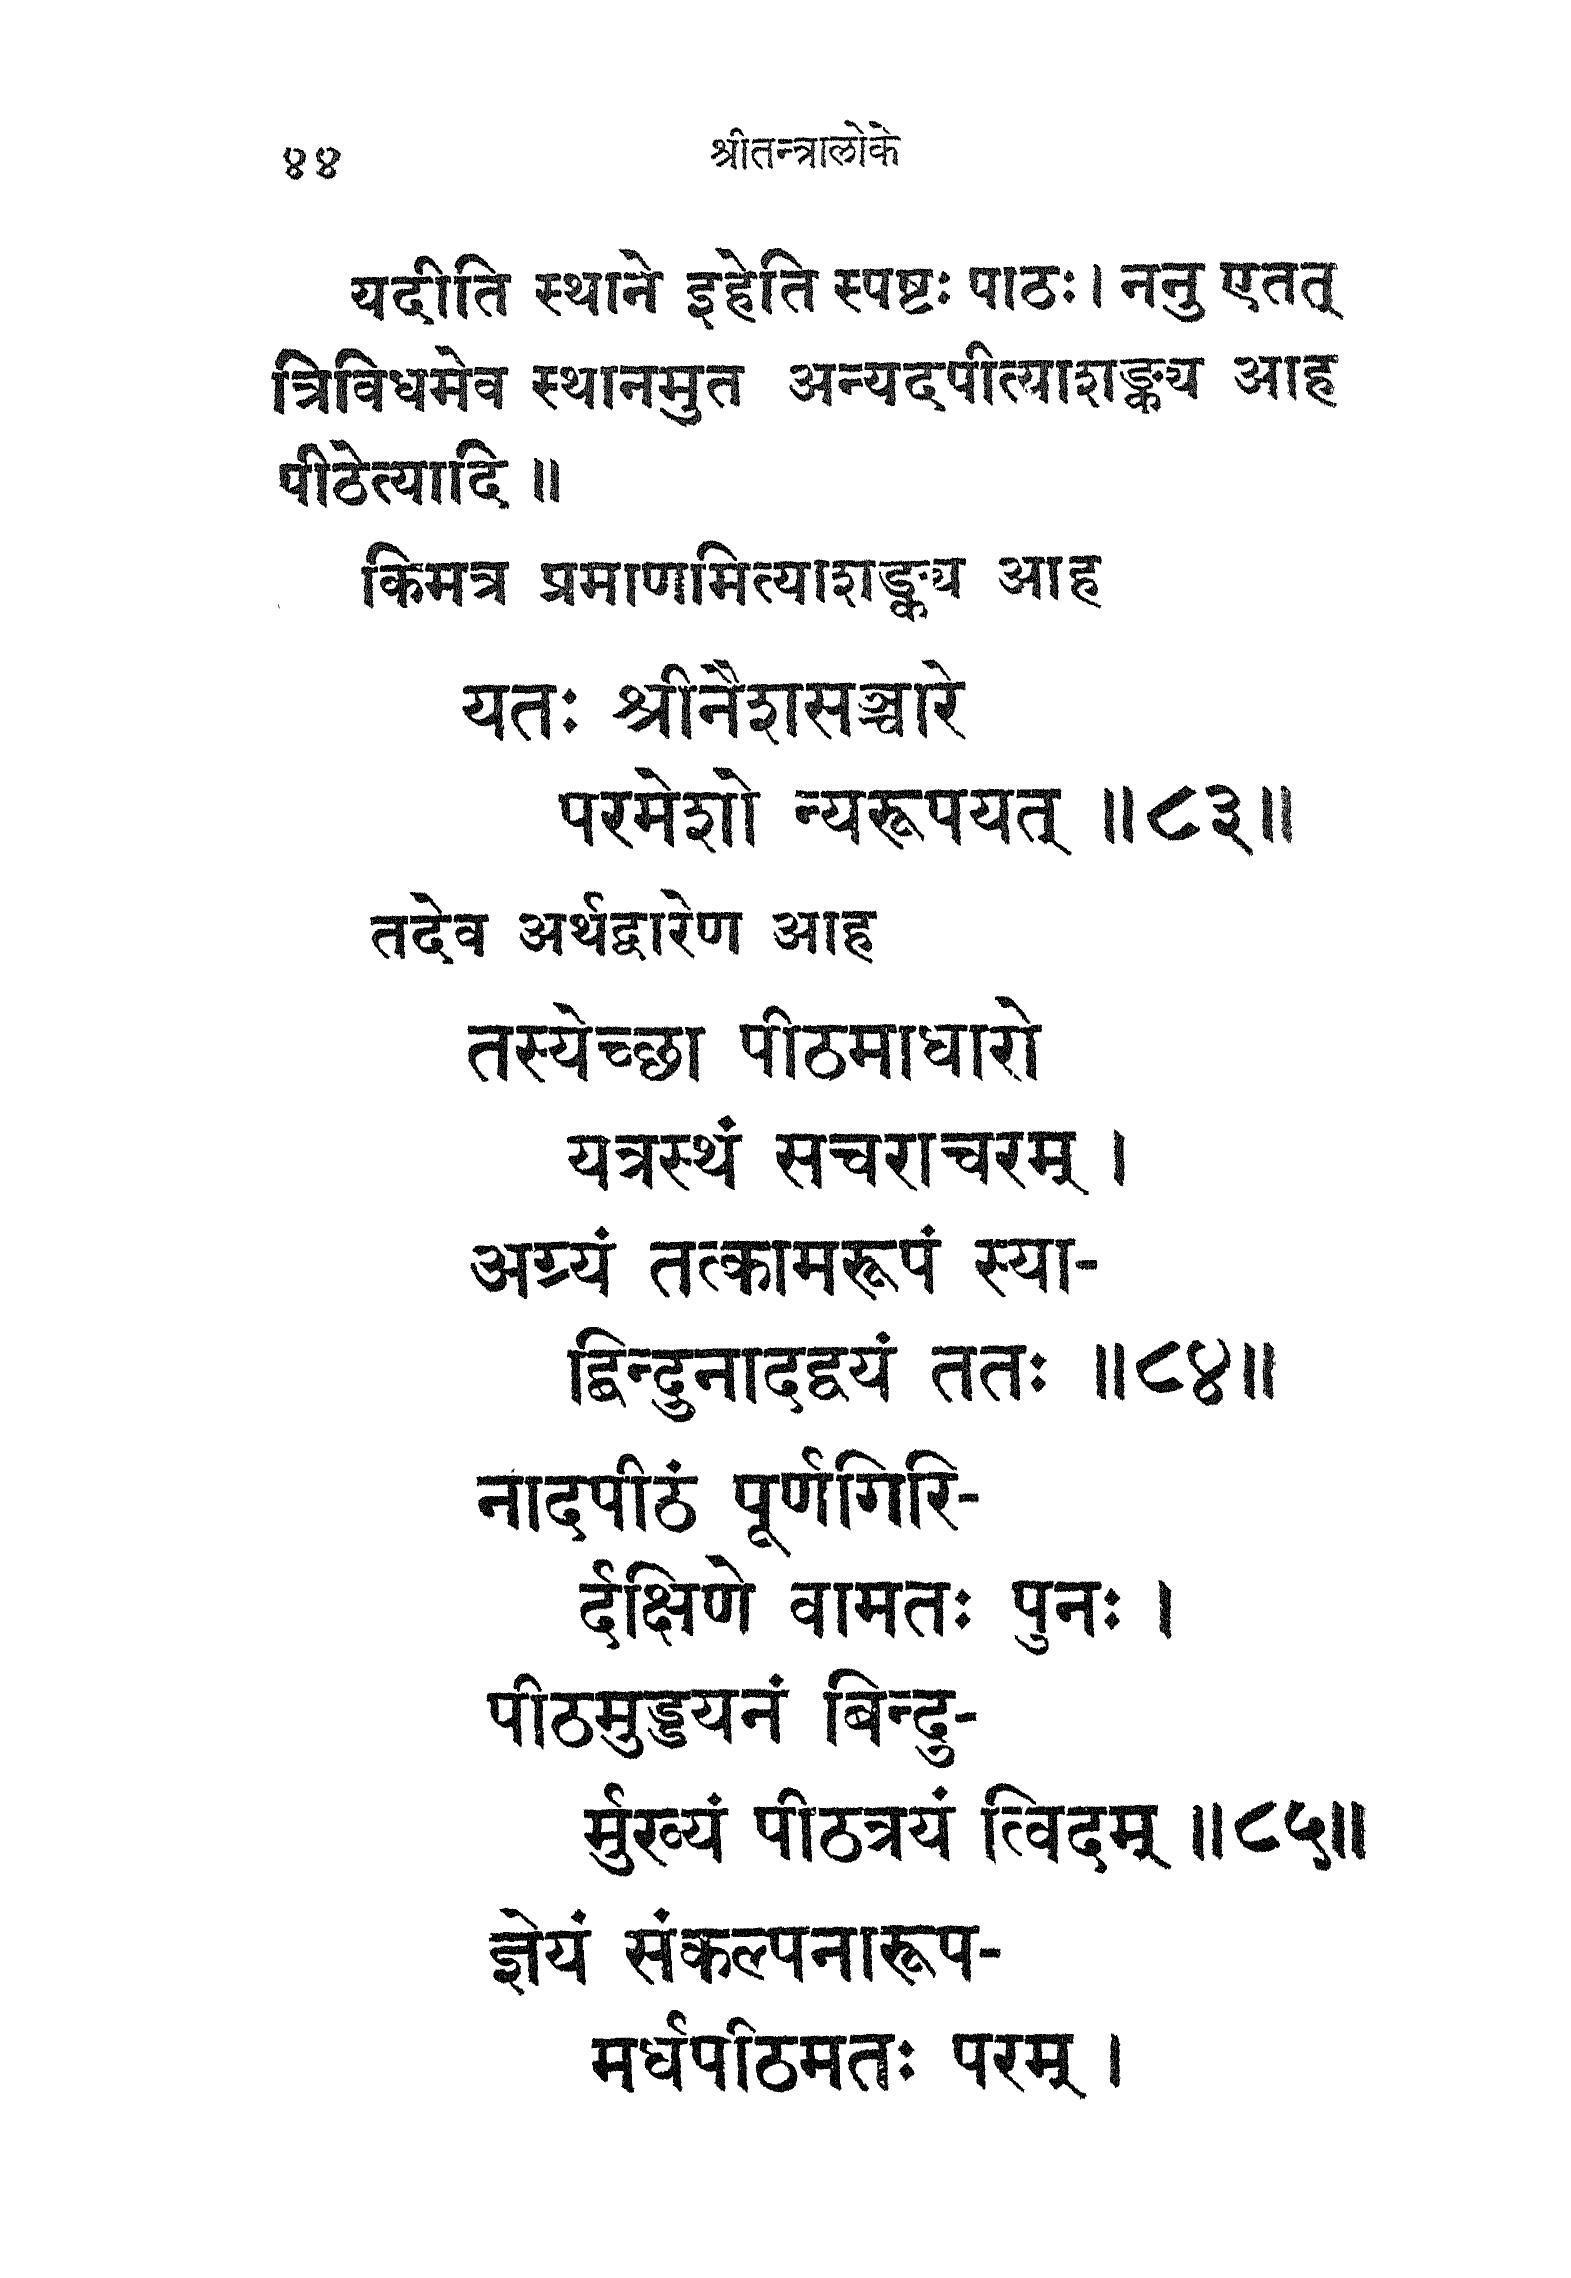 ४४ श्रीतन्त्रालोके
यदीति स्थाने इहेति स्पष्टः पाठः। ननु एतत्
त्रिविधमेव स्थानमुत अन्यदपीत्याशङ्क्य आह
पीठेत्यादि ॥
किमत्र प्रमाणमित्याशङ्क्य आह
यतः श्रीनैशसञ्चारे
परमेशो न्यरूपयत् ॥८३॥
तदेव अर्थद्वारेण आह
तस्येच्छा पीठमाधारो
यत्रस्थं सचराचरम् ।
अग्र्यं तत्कामरूपं स्या-
द्बिन्दुनादद्वयं ततः ॥८४॥
नादपीठं पूर्णगिरि-
र्दक्षिणे वामतः पुनः ।
पीठमुड्डयनं बिन्दु-
र्मुख्यं पीठत्रयं त्विदम् ॥८५॥
ज्ञेयं संकल्पनारूप-
मर्धपीठमतः परम् ।